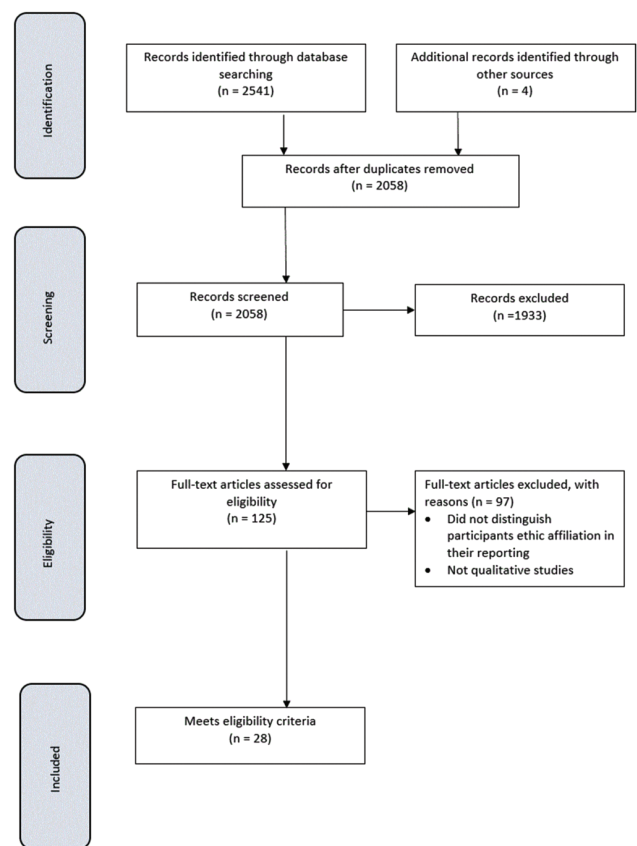 Identification
Records identified through database
searching
(n = 2541)
Additional records identified through
other sources
(n = 4)
Records after duplicates removed
(n = 2058)
Screening
Records screened
(n = 2058)
Records excluded
(n =1933)
Eligibility
Full-text articles assessed for
eligibility
(n = 125)
Full-text articles excluded, with
reasons (n = 97)
• Did not distinguish
participants ethic affiliation in
their reporting
• Not qualitative studies
Included
Meets eligibility criteria
(n = 28)